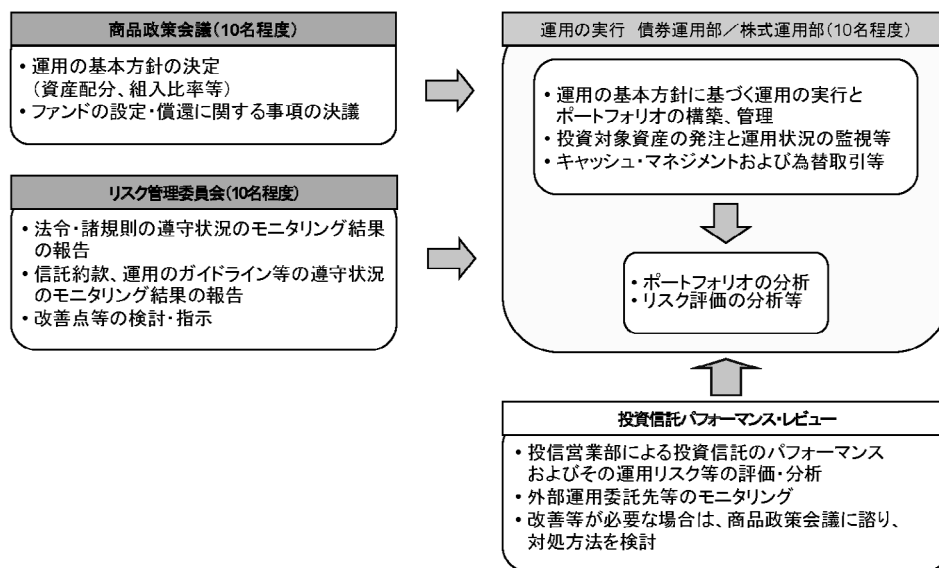 商品政策会議(10名程度)
• 運用の基本方針の決定
(資産配分、組入比率等)
• ファンドの設定・償還に関する事項の決議
リスク管理委員会(10名程度)
• 法令・諸規則の遵守状況のモニタリング結果
の報告
• 信託約款、運用のガイドライン等の遵守状況
のモニタリング結果の報告
• 改善点等の検討・指示
運用の実行 債券運用部／株式運用部(10名程度)
• 運用の基本方針に基づく運用の実行と
ポートフォリオの構築、管理
• 投資対象資産の発注と運用状況の監視等
• キャッシュ・マネジメントおよび為替取引等
• ポートフォリオの分析
• リスク評価の分析等
投資信託パフォーマンス・レビュー
• 投信営業部による投資信託のパフォーマンス
およびその運用リスク等の評価・分析
• 外部運用委託先等のモニタリング
• 改善等が必要な場合は、商品政策会議に諮り、
対処方法を検討